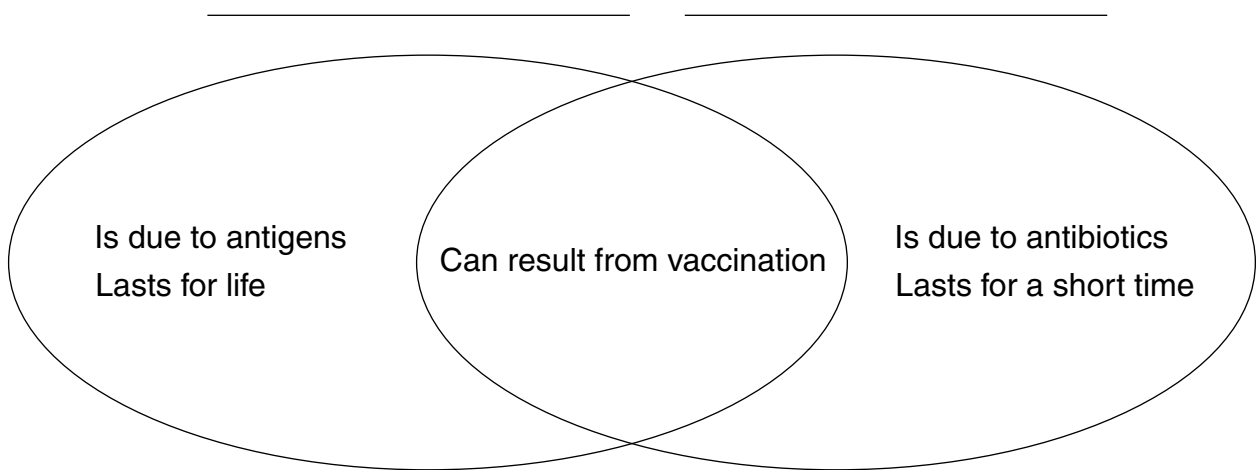 Is due to antigens
Lasts for life
Can result from vaccination
Is due to antibiotics
Lasts for a short time